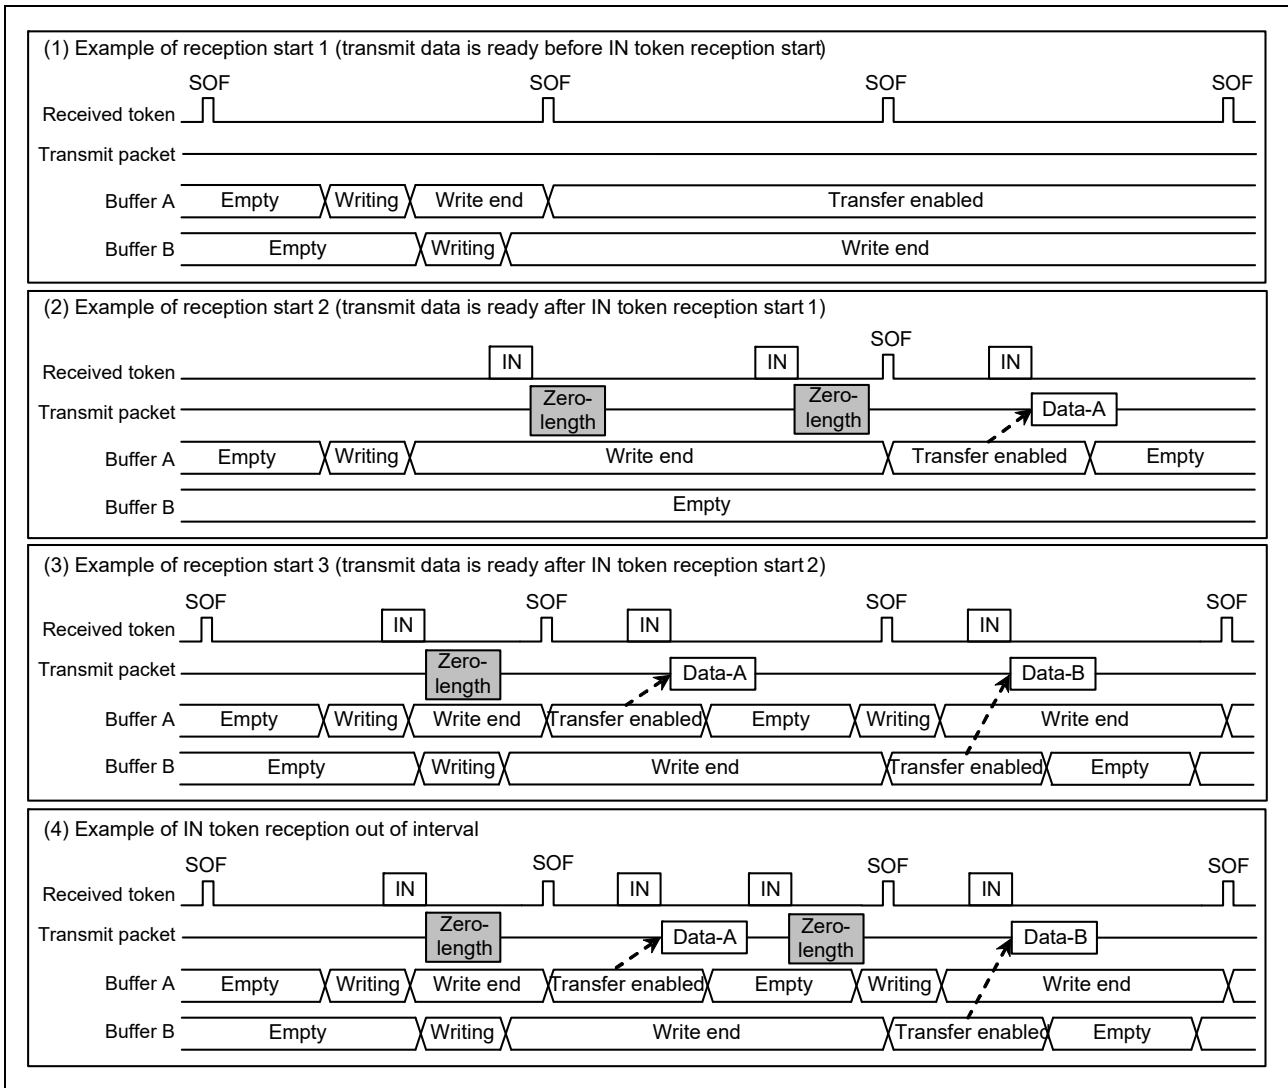 (1) Example of reception start 1 (transmit data is ready before IN token reception start)
SOF SOF SOF SOF
Received token
Transmit packet
Buffer A Empty Writing Write end Transfer enabled
Buffer B Empty Writing Write end
(2) Example of reception start 2 (transmit data is ready after IN token reception start 1)
SOF
Received token IN IN IN
Transmit packet Zero-length Zero-length Data-A
Buffer A Empty Writing Write end Transfer enabled Empty
Buffer B Empty
(3) Example of reception start 3 (transmit data is ready after IN token reception start 2)
SOF SOF SOF SOF
Received token IN IN IN
Transmit packet Zero-length Data-A Data-B
Buffer A Empty Writing Write end Transfer enabled Empty Writing Write end
Buffer B Empty Writing Write end Transfer enabled Empty
(4) Example of IN token reception out of interval
SOF SOF SOF SOF
Received token IN IN IN IN
Transmit packet Zero-length Data-A Zero-length Data-B
Buffer A Empty Writing Write end Transfer enabled Empty Writing Write end
Buffer B Empty Writing Write end Transfer enabled Empty